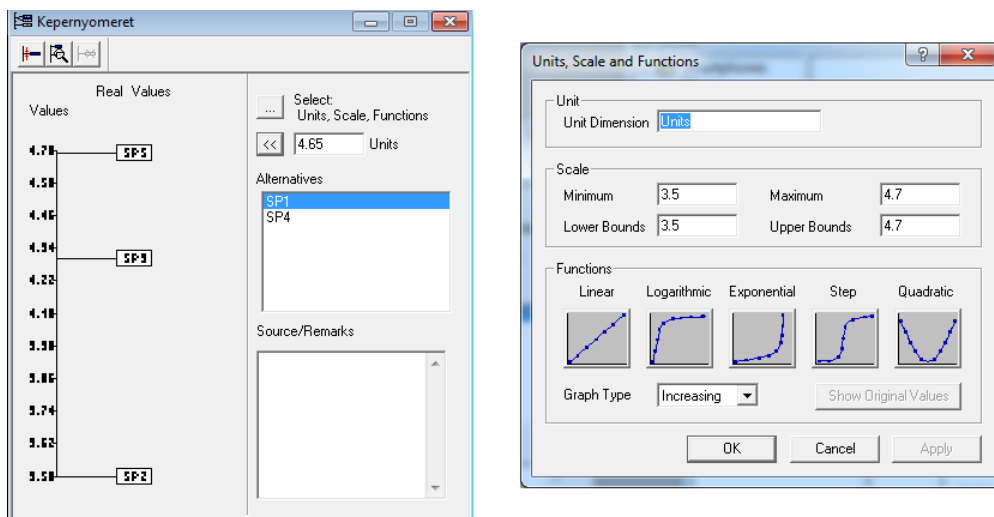 Kepernyomeret
Real Values
Values
4.70
SP5
4.58
4.46
4.34
SP3
4.22
4.10
3.98
3.86
3.74
3.62
3.50
SP2
...
Select:
Units, Scale, Functions
<<
4.65
Units
Alternatives
SP1
SP4
Source/Remarks
Units, Scale and Functions
Unit
Unit Dimension
Units
Scale
Minimum
3.5
Maximum
4.7
Lower Bounds
3.5
Upper Bounds
4.7
Functions
Linear
Logarithmic
Exponential
Step
Quadratic
Graph Type
Increasing
Show Original Values
OK
Cancel
Apply